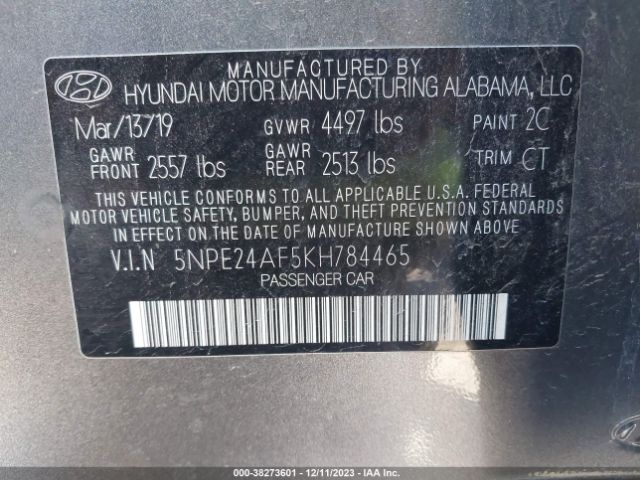 MANUFACTURED BY
HYUNDAI MOTOR MANUFACTURING ALABAMA, LLC
Mar/13/19 GVWR 4497 lbs PAINT 2C
GAWR FRONT 2557 lbs GAWR REAR 2513 lbs TRIM CT
THIS VEHICLE CONFORMS TO ALL APPLICABLE U.S.A. FEDERAL
MOTOR VEHICLE SAFETY, BUMPER, AND THEFT PREVENTION STANDARDS
IN EFFECT ON THE DATE OF MANUFACTURE SHOWN ABOVE
V.I.N 5NPE24AF5KH784465
PASSENGER CAR
000-38273601 - 12/11/2023 - IAA Inc.